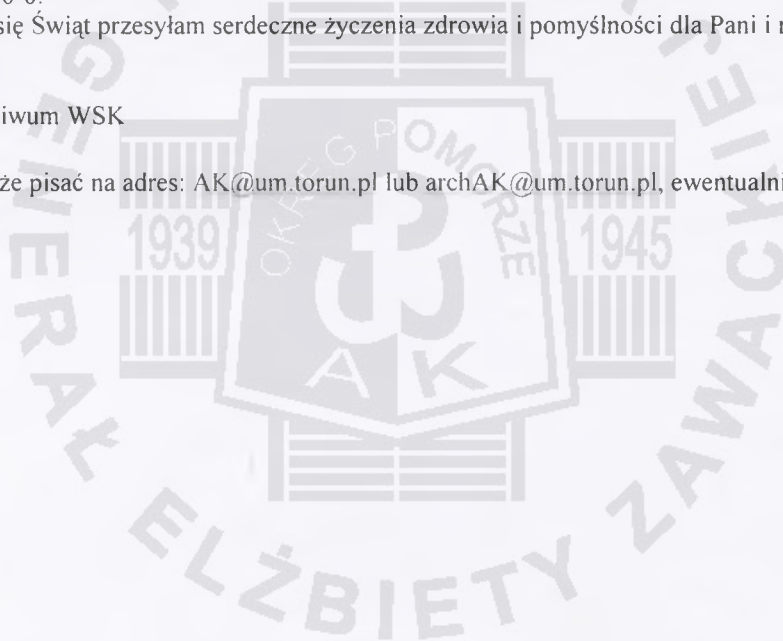 się Świąt przesyłam serdeczne życzenia zdrowia i pomyślności dla Pani i
iwum WSK
że pisać na adres: AK@um.torun.pl lub archAK@um.torun.pl, ewentualni
OKRĘG POMORZE
1939
1945
AK
GENERAŁ ELŻBIETY ZAWACKIEJ